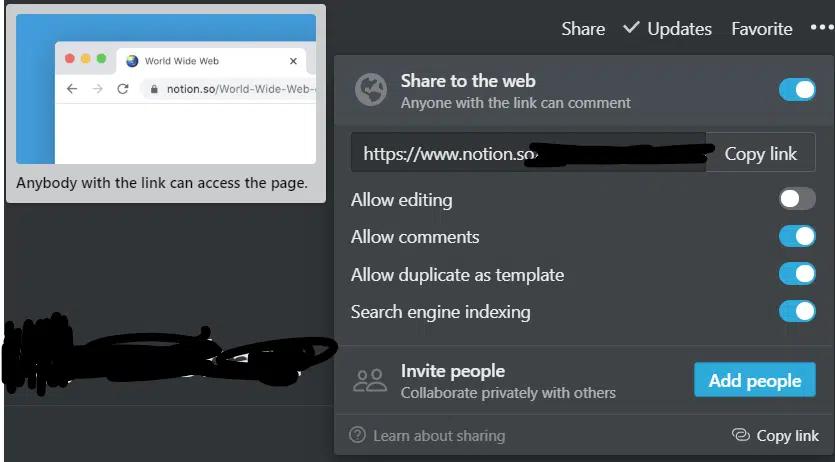 World Wide Web
notion.so/World-Wide-Web-
Anybody with the link can access the page.
Share Updates Favorite
Share to the web
Anyone with the link can comment
https://www.notion.so
Copy link
Allow editing
Allow comments
Allow duplicate as template
Search engine indexing
Invite people
Collaborate privately with others
Add people
Learn about sharing
Copy link